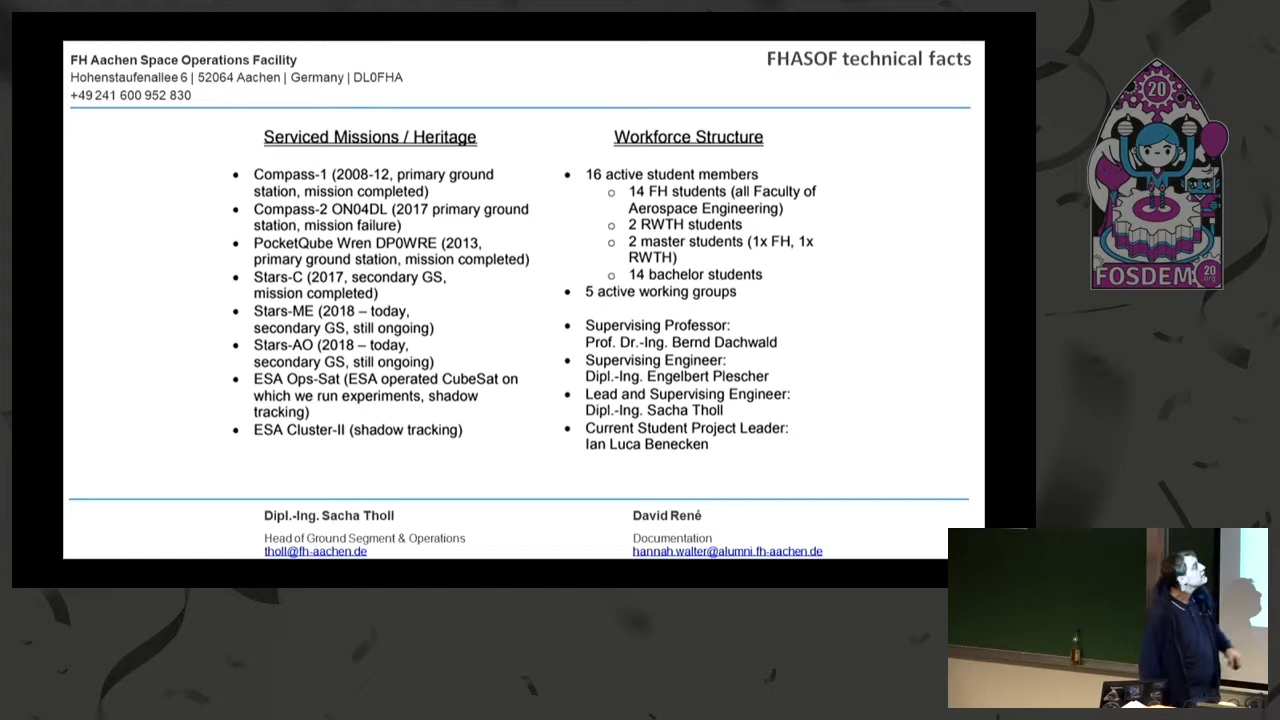 FH Aachen Space Operations Facility
Hohenstaufenallee 6 | 52064 Aachen | Germany | DL0FHA
+49 241 600 952 830
FHASOF technical facts
Serviced Missions / Heritage
• Compass-1 (2008-12, primary ground
station, mission completed)
• Compass-2 ON04DL (2017 primary ground
station, mission failure)
• PocketQube Wren DP0WRE (2013,
primary ground station, mission completed)
• Stars-C (2017, secondary GS,
mission completed)
• Stars-ME (2018 – today,
secondary GS, still ongoing)
• Stars-AO (2018 – today,
secondary GS, still ongoing)
• ESA Ops-Sat (ESA operated CubeSat on
which we run experiments, shadow
tracking)
• ESA Cluster-II (shadow tracking)
Workforce Structure
• 16 active student members
o 14 FH students (all Faculty of
Aerospace Engineering)
o 2 RWTH students
o 2 master students (1x FH, 1x
RWTH)
o 14 bachelor students
• 5 active working groups
• Supervising Professor:
Prof. Dr.-Ing. Bernd Dachwald
• Supervising Engineer:
Dipl.-Ing. Engelbert Plescher
• Lead and Supervising Engineer:
Dipl.-Ing. Sacha Tholl
• Current Student Project Leader:
Ian Luca Benecken
Dipl.-Ing. Sacha Tholl
Head of Ground Segment & Operations
tholl@fh-aachen.de
David René
Documentation
hannah.walter@alumni.fh-aachen.de
20
FOSDEM
20
.org